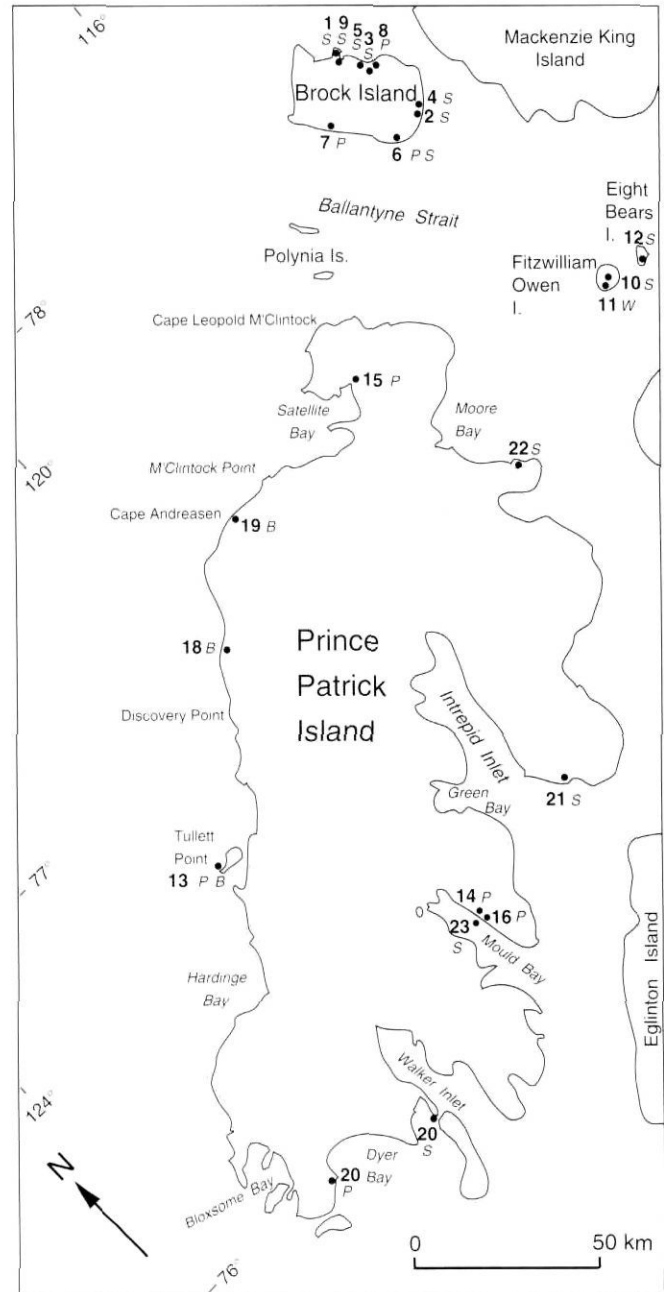 116°
1 9 5 3 8
S S S S P
Mackenzie King
Island
Brock Island
4 S
2 S
7 P
6 P S
Ballantyne Strait
Eight
Bears
I.
12 S
Polynia Is.
Fitzwilliam
Owen
I.
10 S
11 W
78°
Cape Leopold M'Clintock
15 P
Satellite
Bay
Moore
Bay
22 S
120°
M'Clintock Point
Cape Andreasen
19 B
18 B
Prince
Patrick
Island
Discovery Point
Intrepid Inlet
Green
Bay
21 S
Tullett
Point
13 P B
77°
14 P
16 P
23
S
Mould Bay
Eglinton Island
Hardinge
Bay
124°
Walker Inlet
20
S
Dyer
Bay
20
P
Bloxsome Bay
N
0 50 km
76°